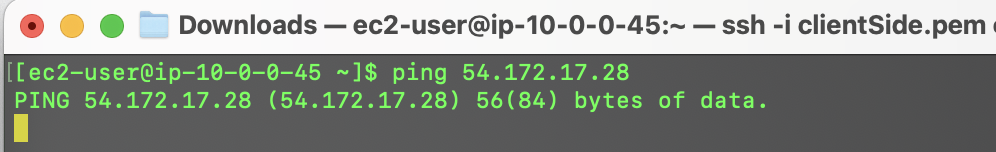 Downloads — ec2-user@ip-10-0-0-45:~ — ssh -i clientSide.pem
[[ec2-user@ip-10-0-0-45 ~]$ ping 54.172.17.28
PING 54.172.17.28 (54.172.17.28) 56(84) bytes of data.